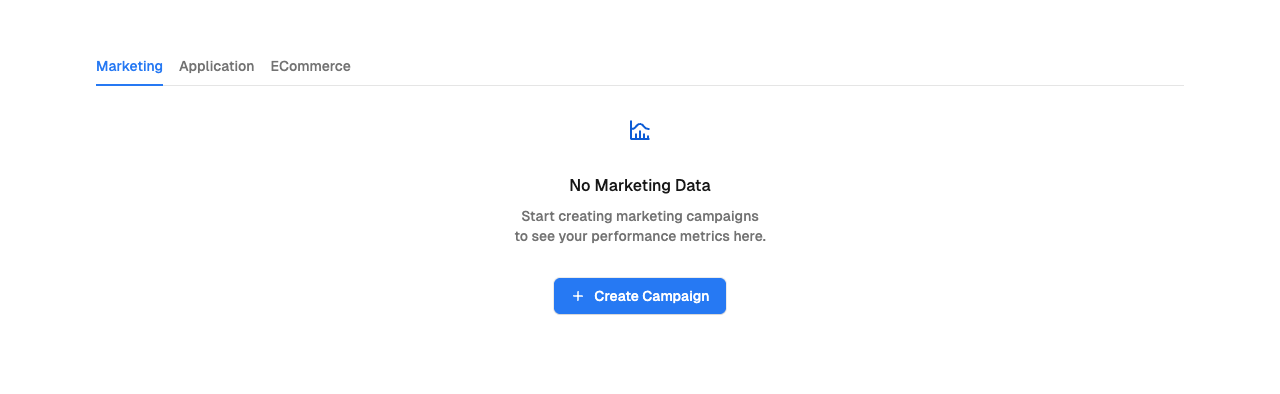 Marketing
Application
ECommerce
No Marketing Data
Start creating marketing campaigns
to see your performance metrics here.
Create Campaign